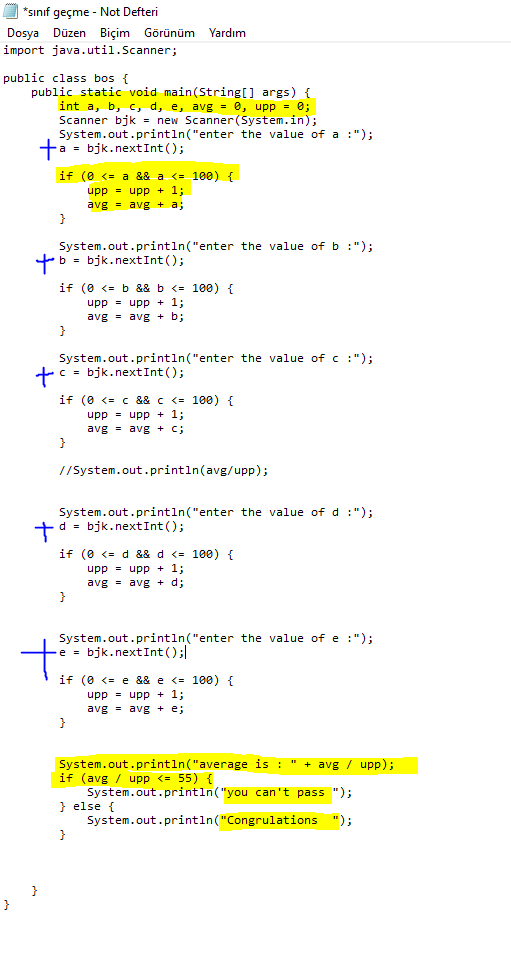 *sınıf geçme - Not Defteri
Dosya Düzen Biçim Görünüm Yardım
import java.util.Scanner;
public class bos {
public static void main(String[] args) {
int a, b, c, d, e, avg = 0, upp = 0;
Scanner bjk = new Scanner(System.in);
System.out.println("enter the value of a :");
a = bjk.nextInt();
if (0 <= a && a <= 100) {
upp = upp + 1;
avg = avg + a;
}
System.out.println("enter the value of b :");
b = bjk.nextInt();
if (0 <= b && b <= 100) {
upp = upp + 1;
avg = avg + b;
}
System.out.println("enter the value of c :");
c = bjk.nextInt();
if (0 <= c && c <= 100) {
upp = upp + 1;
avg = avg + c;
}
//System.out.println(avg/upp);
System.out.println("enter the value of d :");
d = bjk.nextInt();
if (0 <= d && d <= 100) {
upp = upp + 1;
avg = avg + d;
}
System.out.println("enter the value of e :");
e = bjk.nextInt();
if (0 <= e && e <= 100) {
upp = upp + 1;
avg = avg + e;
}
System.out.println("average is : " + avg / upp);
if (avg / upp <= 55) {
System.out.println("you can't pass ");
} else {
System.out.println("Congrulations  ");
}
}
}